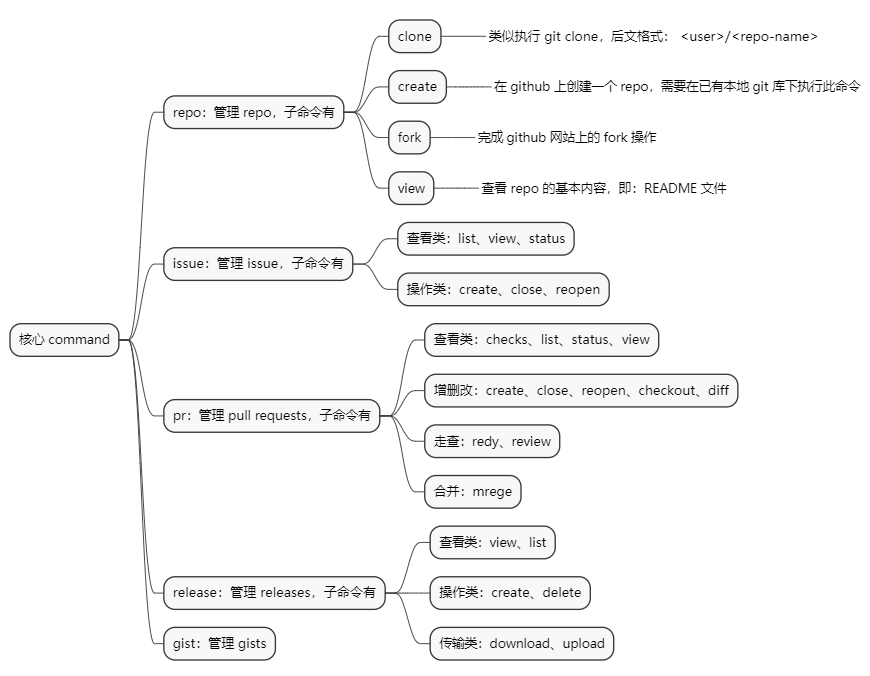 核心 command
repo：管理 repo，子命令有
clone
类似执行 git clone，后文格式： <user>/<repo-name>
create
在 github 上创建一个 repo，需要在已有本地 git 库下执行此命令
fork
完成 github 网站上的 fork 操作
view
查看 repo 的基本内容，即：README 文件
issue：管理 issue，子命令有
查看类：list、view、status
操作类：create、close、reopen
pr：管理 pull requests，子命令有
查看类：checks、list、status、view
增删改：create、close、reopen、checkout、diff
走查：redy、review
合并：mrege
release：管理 releases，子命令有
查看类：view、list
操作类：create、delete
传输类：download、upload
gist：管理 gists